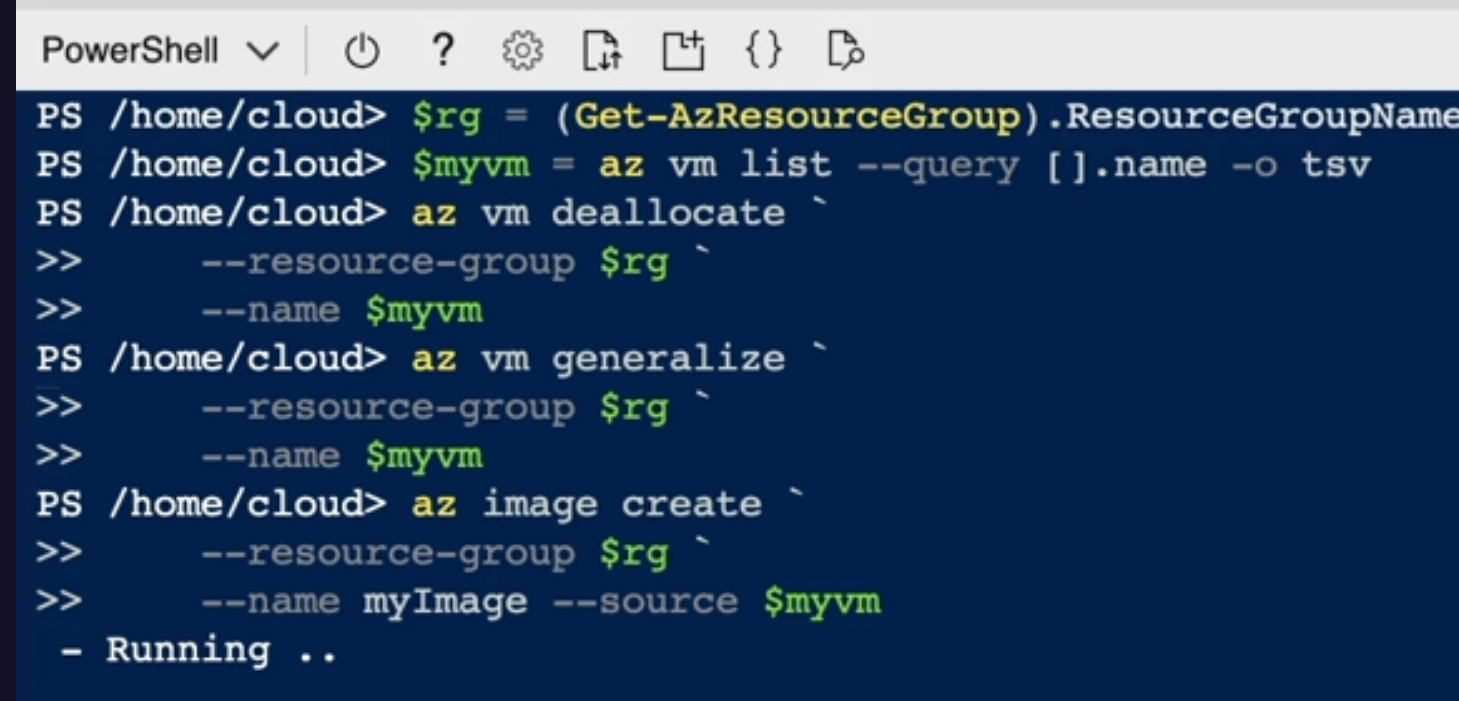 PowerShell
PS /home/cloud> $rg = (Get-AzResourceGroup).ResourceGroupName
PS /home/cloud> $myvm = az vm list --query [].name -o tsv
PS /home/cloud> az vm deallocate `
>>     --resource-group $rg `
>>     --name $myvm
PS /home/cloud> az vm generalize `
>>     --resource-group $rg `
>>     --name $myvm
PS /home/cloud> az image create `
>>     --resource-group $rg `
>>     --name myImage --source $myvm
 - Running ..